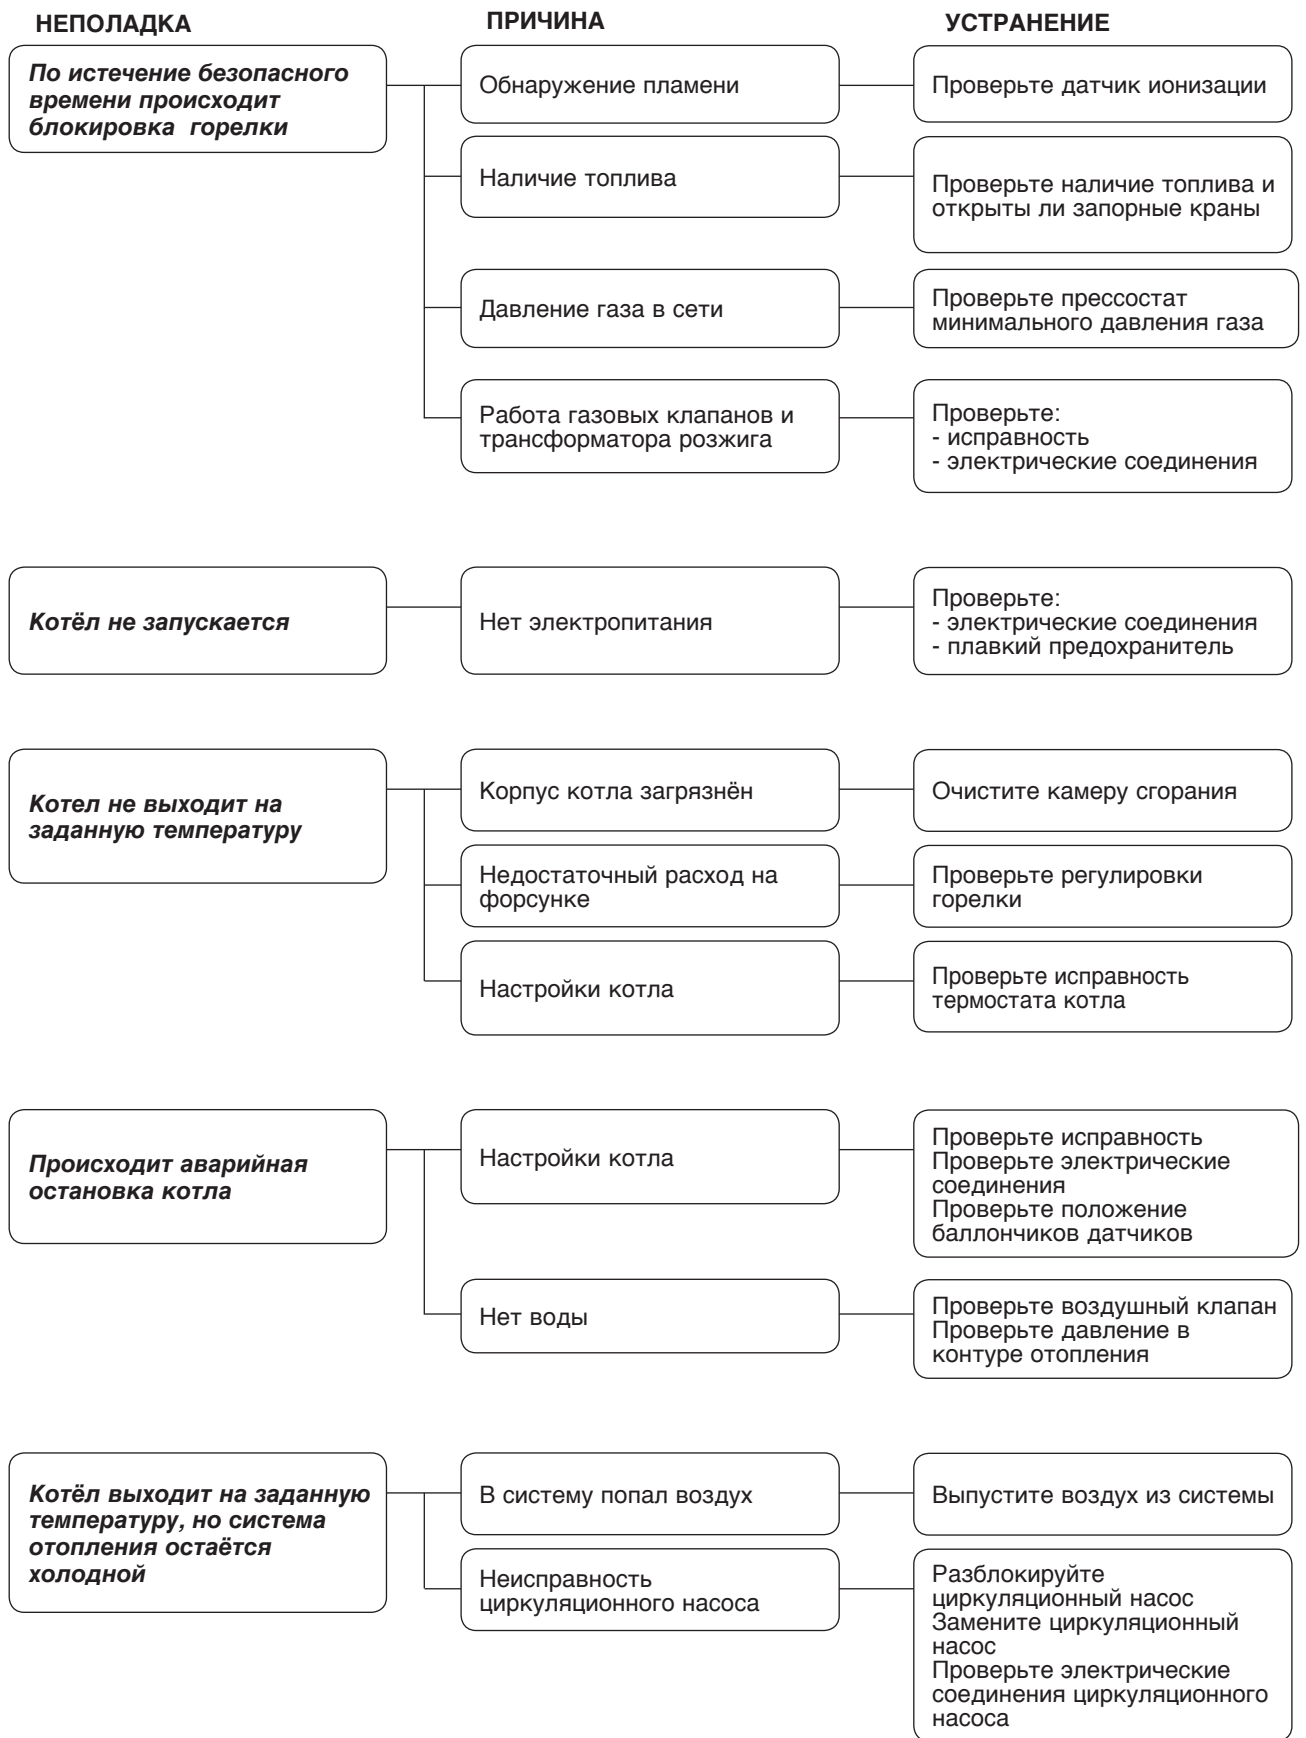 НЕПОЛАДКА
ПРИЧИНА
УСТРАНЕНИЕ
По истечение безопасного
времени происходит
блокировка горелки
Обнаружение пламени
Проверьте датчик ионизации
Наличие топлива
Проверьте наличие топлива и
открыты ли запорные краны
Давление газа в сети
Проверьте прессостат
минимального давления газа
Работа газовых клапанов и
трансформатора розжига
Проверьте:
- исправность
- электрические соединения
Котёл не запускается
Нет электропитания
Проверьте:
- электрические соединения
- плавкий предохранитель
Котел не выходит на
заданную температуру
Корпус котла загрязнён
Очистите камеру сгорания
Недостаточный расход на
форсунке
Проверьте регулировки
горелки
Настройки котла
Проверьте исправность
термостата котла
Происходит аварийная
остановка котла
Настройки котла
Проверьте исправность
Проверьте электрические
соединения
Проверьте положение
баллончиков датчиков
Нет воды
Проверьте воздушный клапан
Проверьте давление в
контуре отопления
Котёл выходит на заданную
температуру, но система
отопления остаётся
холодной
В систему попал воздух
Выпустите воздух из системы
Неисправность
циркуляционного насоса
Разблокируйте
циркуляционный насос
Замените циркуляционный
насос
Проверьте электрические
соединения циркуляционного
насоса